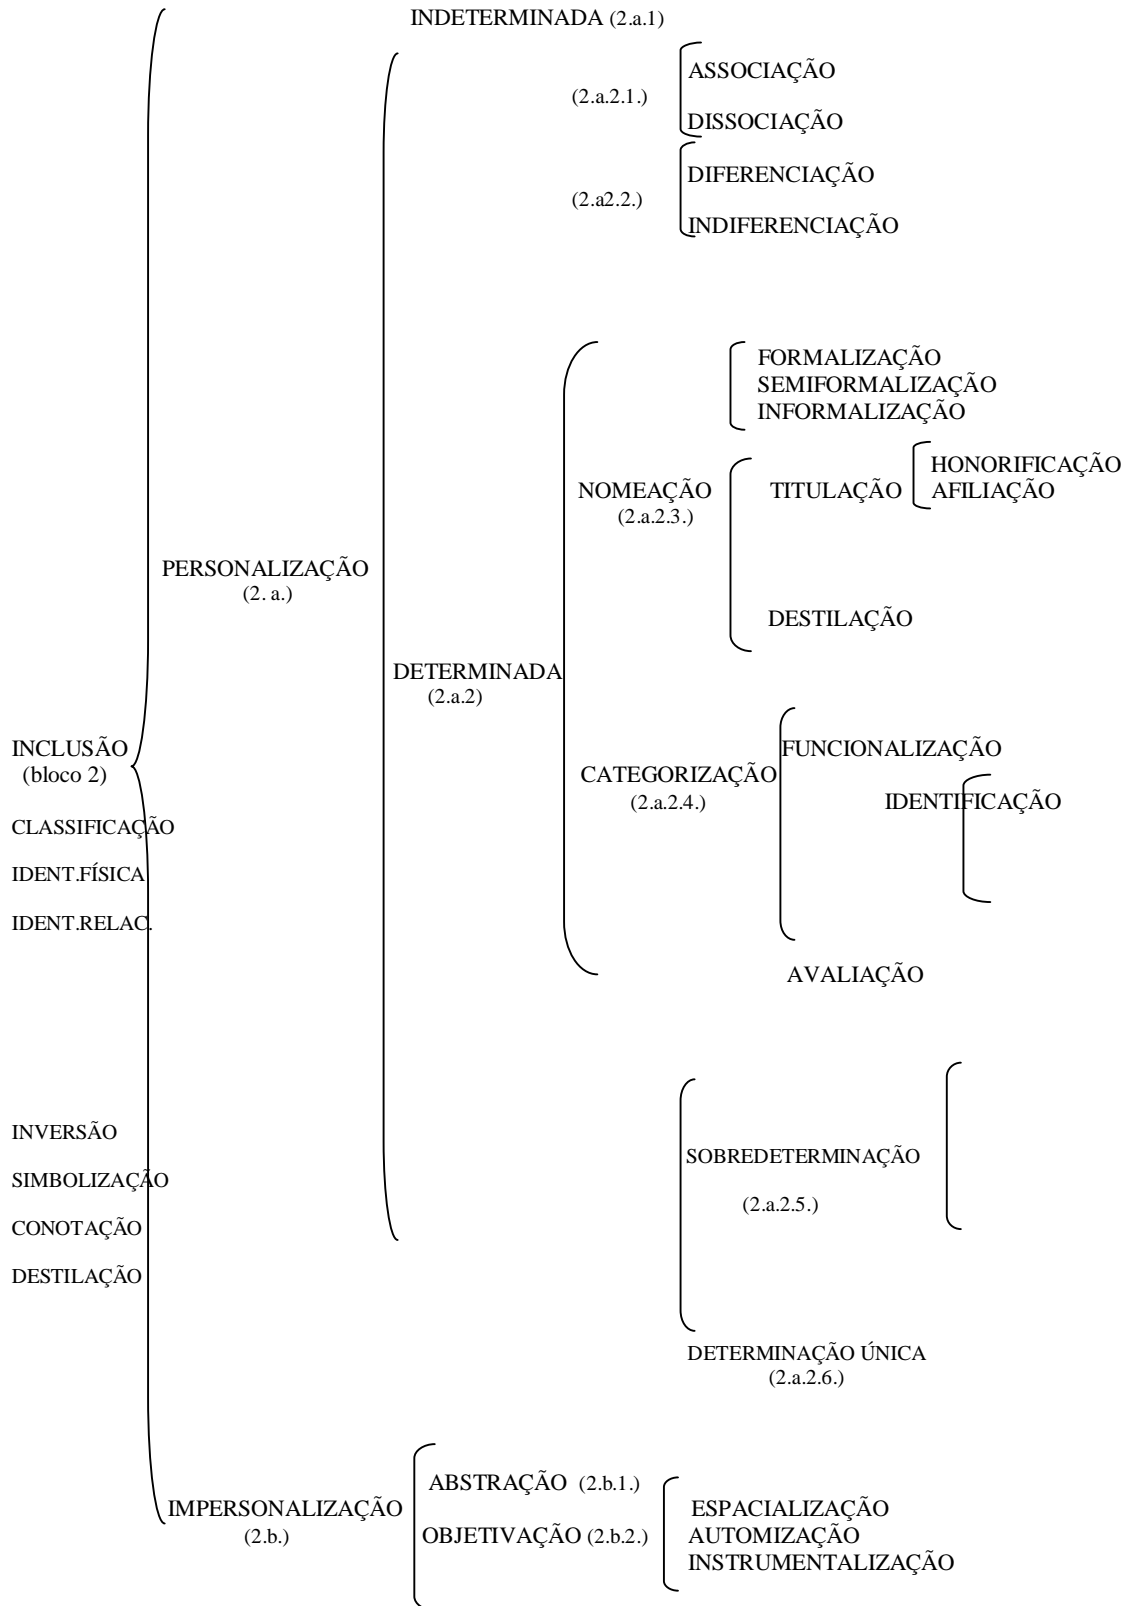 INDETERMINADA (2.a.1)
ASSOCIAÇÃO
(2.a.2.1.)
DISSOCIAÇÃO
DIFERENCIAÇÃO
(2.a2.2.)
INDIFERENCIAÇÃO
FORMALIZAÇÃO
SEMIFORMALIZAÇÃO
INFORMALIZAÇÃO
HONORIFICAÇÃO
NOMEAÇÃO TITULAÇÃO AFILIAÇÃO
(2.a.2.3.)
PERSONALIZAÇÃO
(2. a.)
DESTILAÇÃO
DETERMINADA
(2.a.2)
INCLUSÃO FUNCIONALIZAÇÃO
(bloco 2) CATEGORIZAÇÃO
(2.a.2.4.) IDENTIFICAÇÃO
CLASSIFICAÇÃO
IDENT.FÍSICA
IDENT.RELAC.
AVALIAÇÃO
INVERSÃO
SOBREDETERMINAÇÃO
SIMBOLIZAÇÃO
(2.a.2.5.)
CONOTAÇÃO
DESTILAÇÃO
DETERMINAÇÃO ÚNICA
(2.a.2.6.)
ABSTRAÇÃO (2.b.1.)
IMPERSONALIZAÇÃO ESPACIALIZAÇÃO
(2.b.) OBJETIVAÇÃO (2.b.2.) AUTOMIZAÇÃO
INSTRUMENTALIZAÇÃO